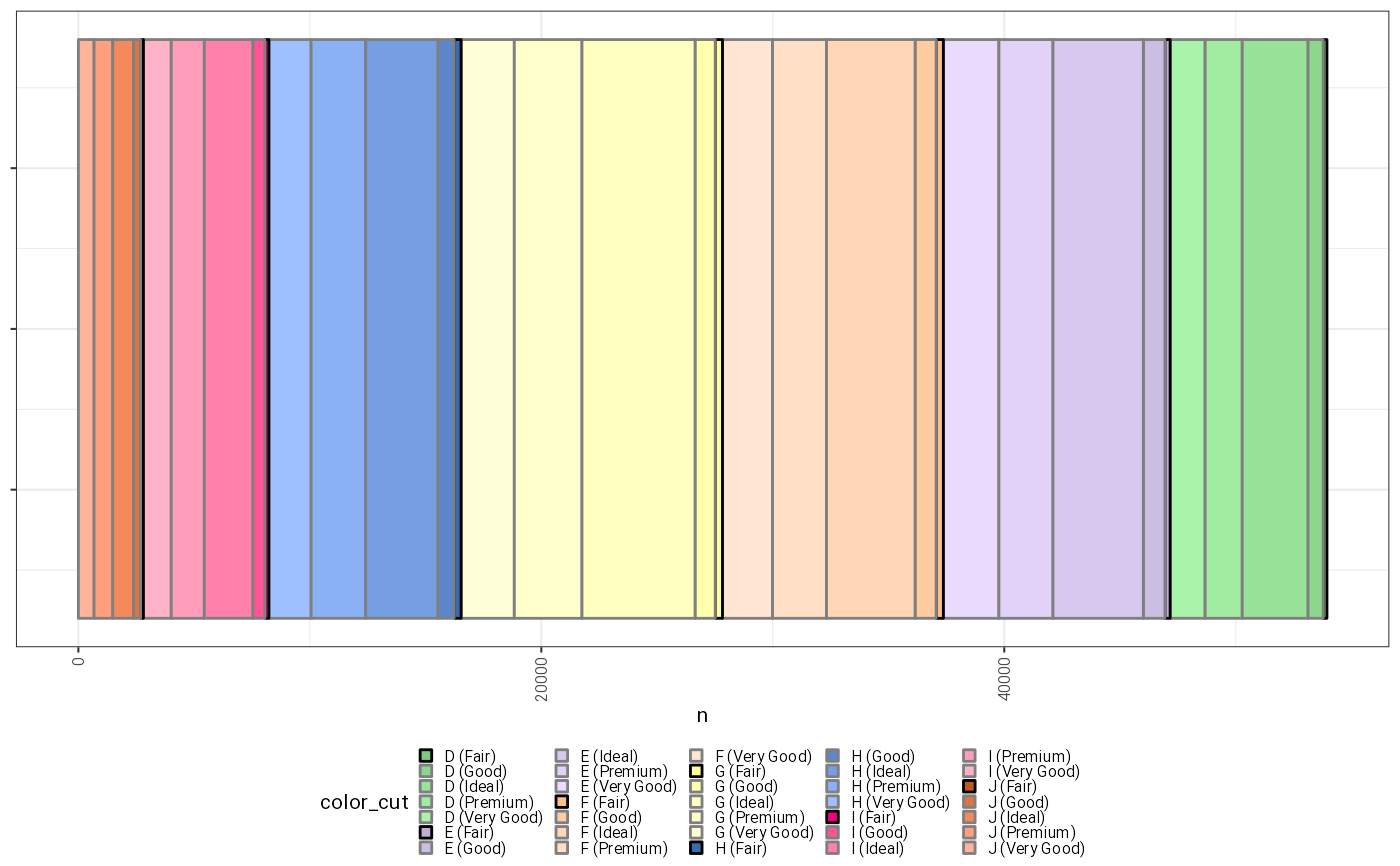 0
20000
40000
n
color_cut
D (Fair)
D (Good)
D (Ideal)
D (Premium)
D (Very Good)
E (Fair)
E (Good)
E (Ideal)
E (Premium)
E (Very Good)
F (Fair)
F (Good)
F (Ideal)
F (Premium)
F (Very Good)
G (Fair)
G (Good)
G (Ideal)
G (Premium)
G (Very Good)
H (Fair)
H (Good)
H (Ideal)
H (Premium)
H (Very Good)
I (Fair)
I (Good)
I (Ideal)
I (Premium)
I (Very Good)
J (Fair)
J (Good)
J (Ideal)
J (Premium)
J (Very Good)